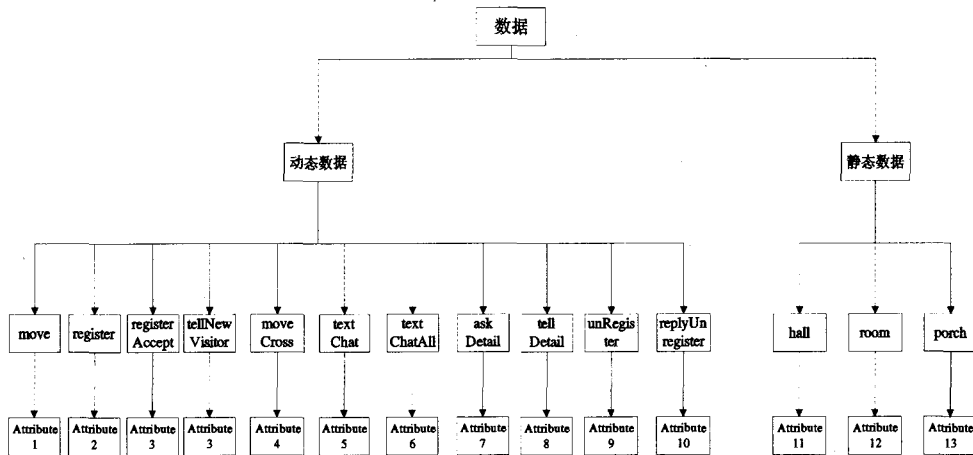 数据
动态数据
静态数据
move
register
register
Accept
tellNew
Visitor
move
Cross
text
Chat
text
ChatAll
ask
Detail
tell
Detail
unRegis
ter
replyUn
register
hall
room
porch
Attribute
1
Attribute
2
Attribute
3
Attribute
3
Attribute
4
Attribute
5
Attribute
6
Attribute
7
Attribute
8
Attribute
9
Attribute
10
Attribute
11
Attribute
12
Attribute
13